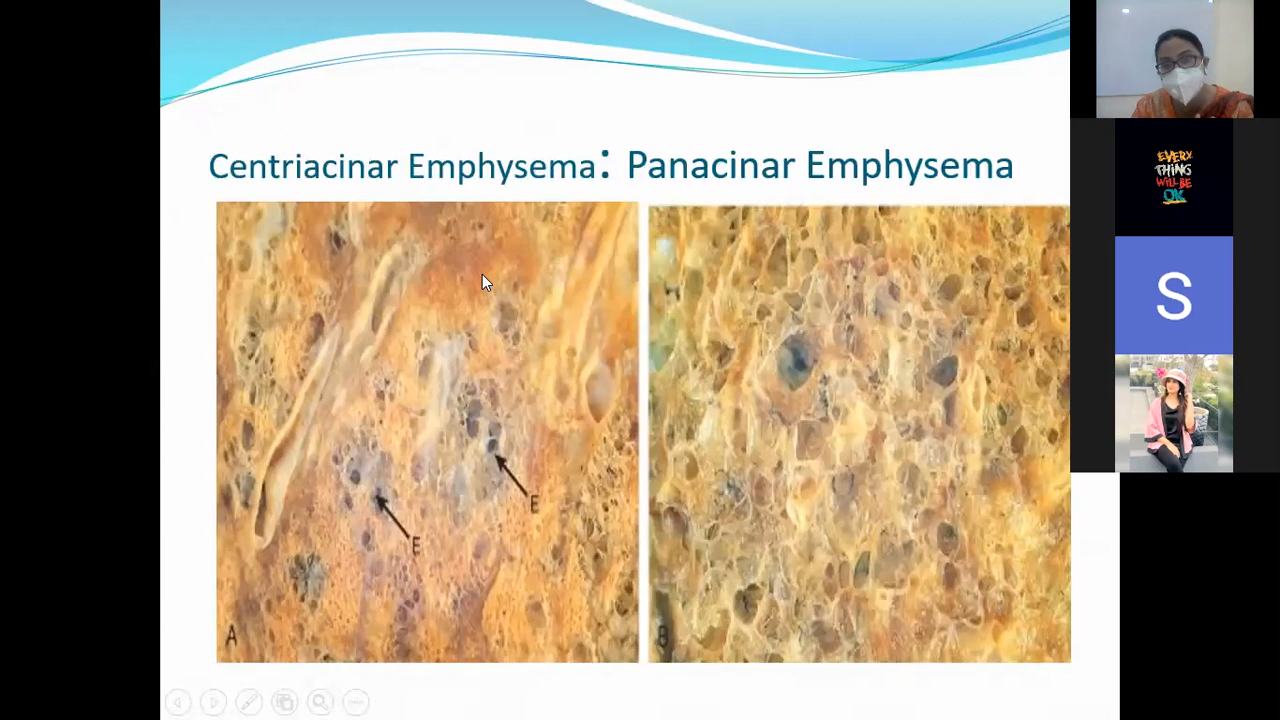 Centriacinar Emphysema: Panacinar Emphysema
E
E
A
B
EVERY
THING
WILL BE
OK
S